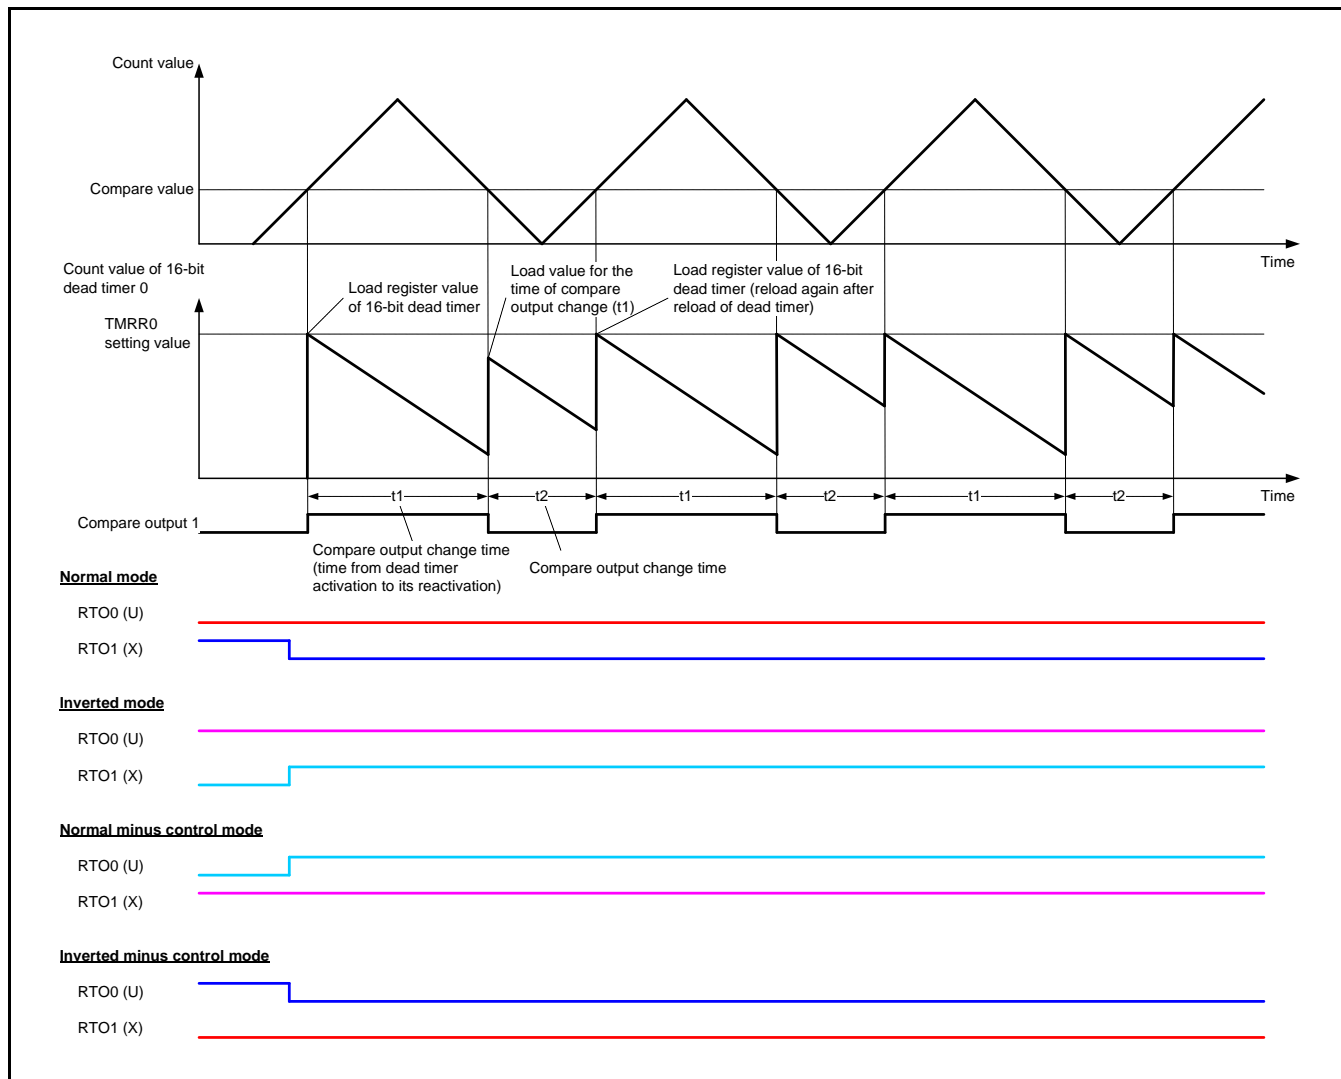 Count value
Compare value
Time
Count value of 16-bit
dead timer 0
TMRR0
setting value
Load register value
of 16-bit dead timer
Load value for the
time of compare
output change (t1)
Load register value of 16-bit
dead timer (reload again after
reload of dead timer)
t1
t2
t1
t2
t1
t2
Time
Compare output 1
Compare output change time
(time from dead timer
activation to its reactivation)
Compare output change time
Normal mode
RTO0 (U)
RTO1 (X)
Inverted mode
RTO0 (U)
RTO1 (X)
Normal minus control mode
RTO0 (U)
RTO1 (X)
Inverted minus control mode
RTO0 (U)
RTO1 (X)